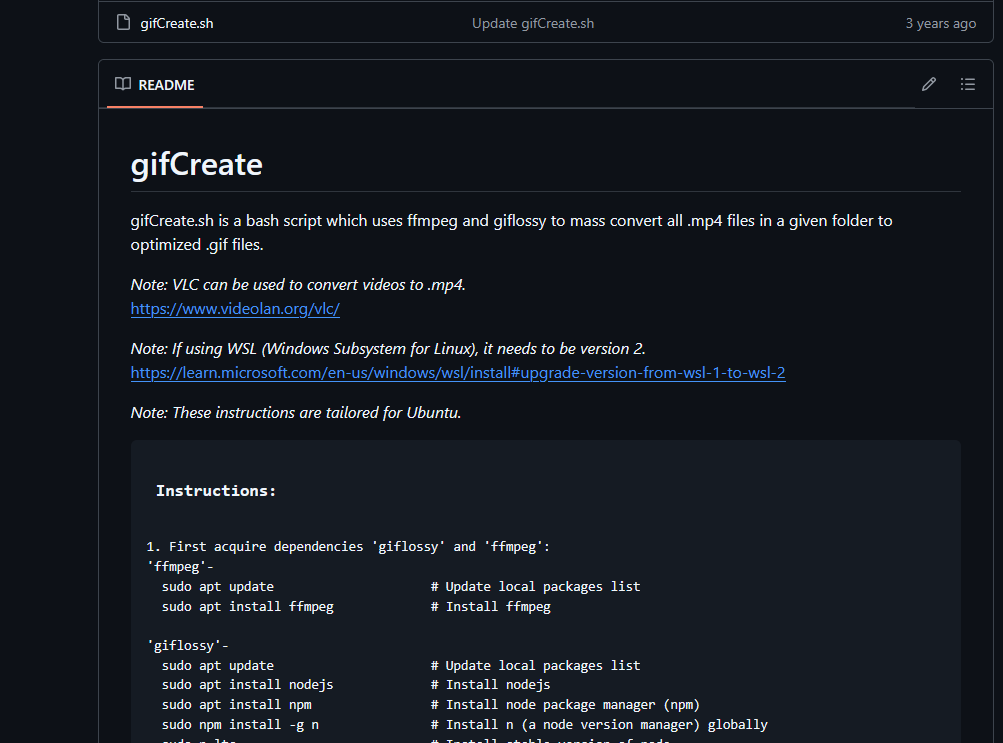 gifCreate.sh Update gifCreate.sh 3 years ago
README
gifCreate
gifCreate.sh is a bash script which uses ffmpeg and giflossy to mass convert all .mp4 files in a given folder to
optimized .gif files.
Note: VLC can be used to convert videos to .mp4.
https://www.videolan.org/vlc/
Note: If using WSL (Windows Subsystem for Linux), it needs to be version 2.
https://learn.microsoft.com/en-us/windows/wsl/install#upgrade-version-from-wsl-1-to-wsl-2
Note: These instructions are tailored for Ubuntu.
Instructions:
1. First acquire dependencies 'giflossy' and 'ffmpeg':
'ffmpeg'-
sudo apt update # Update local packages list
sudo apt install ffmpeg # Install ffmpeg
'giflossy'-
sudo apt update # Update local packages list
sudo apt install nodejs # Install nodejs
sudo apt install npm # Install node package manager (npm)
sudo npm install -g n # Install n (a node version manager) globally
sudo n lts # Install stable version of node